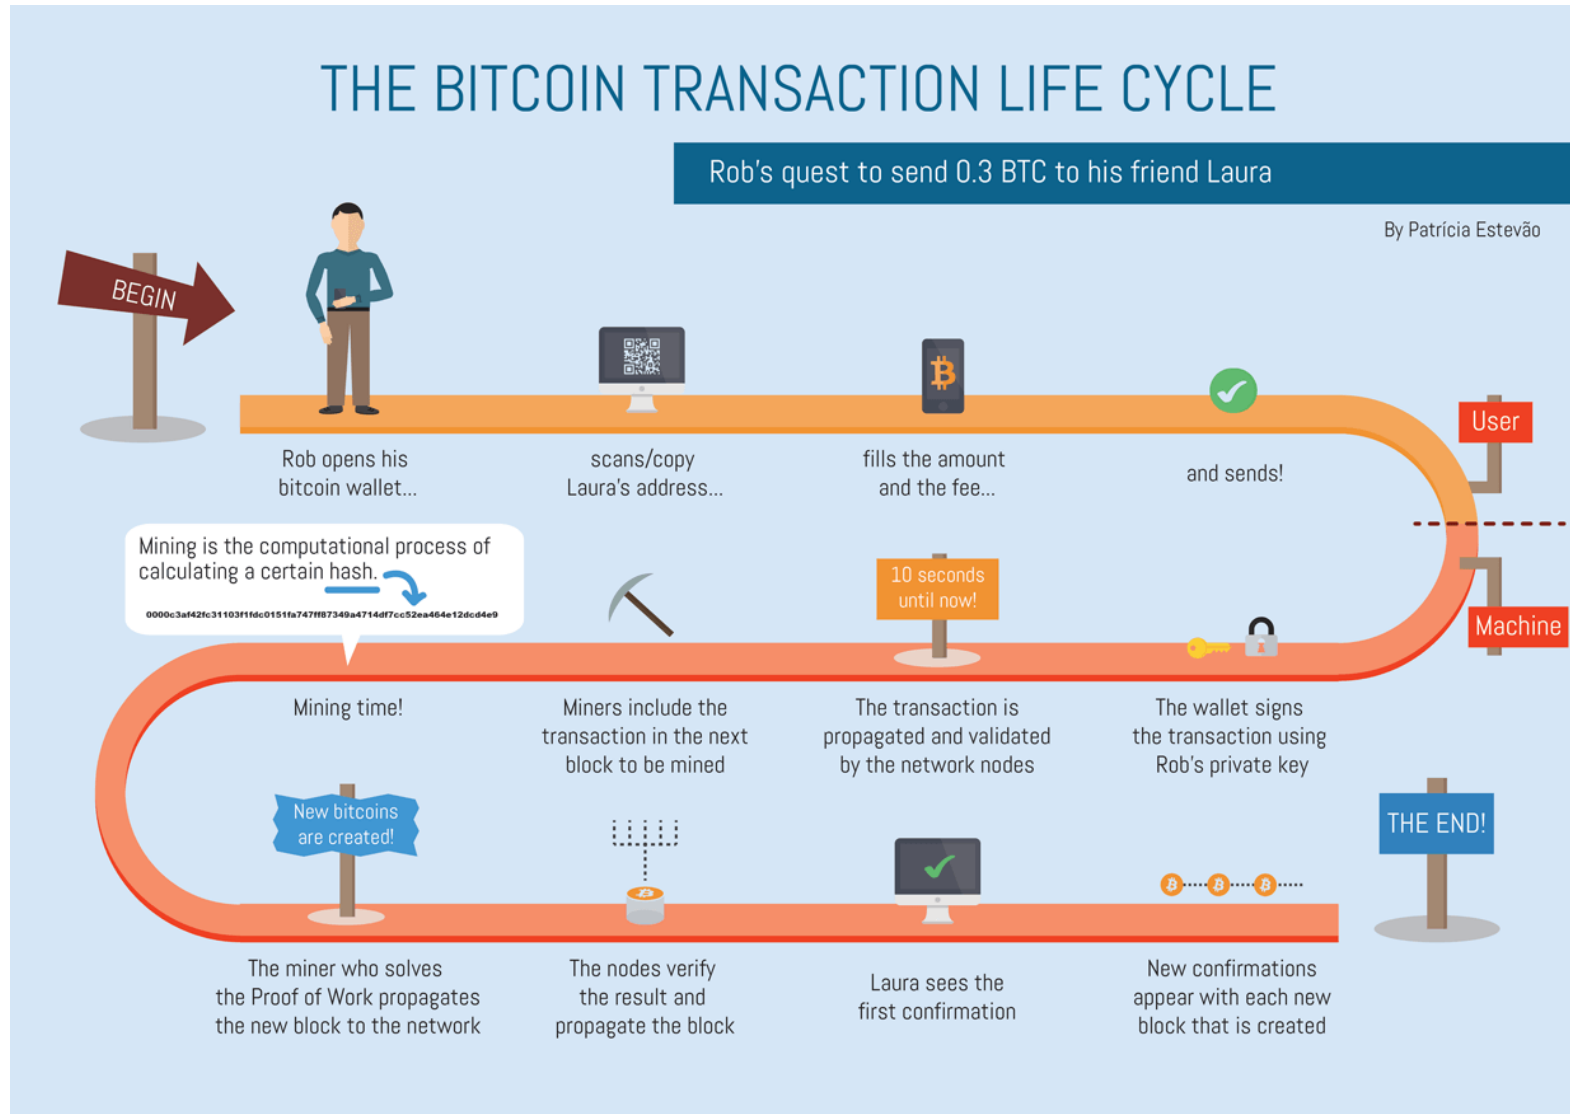 THE BITCOIN TRANSACTION LIFE CYCLE
Rob's quest to send 0.3 BTC to his friend Laura
By Patrícia Estevão
BEGIN
Rob opens his
bitcoin wallet...
scans/copy
Laura's address...
fills the amount
and the fee...
and sends!
User
Machine
The wallet signs
the transaction using
Rob's private key
10 seconds
until now!
The transaction is
propagated and validated
by the network nodes
Miners include the
transaction in the next
block to be mined
Mining is the computational process of
calculating a certain hash.
0000c3af42fc31103f1fdc0151fa747ff87349a4714df7cc52ea464e12dcd4e9
Mining time!
New bitcoins
are created!
The miner who solves
the Proof of Work propagates
the new block to the network
The nodes verify
the result and
propagate the block
Laura sees the
first confirmation
New confirmations
appear with each new
block that is created
THE END!